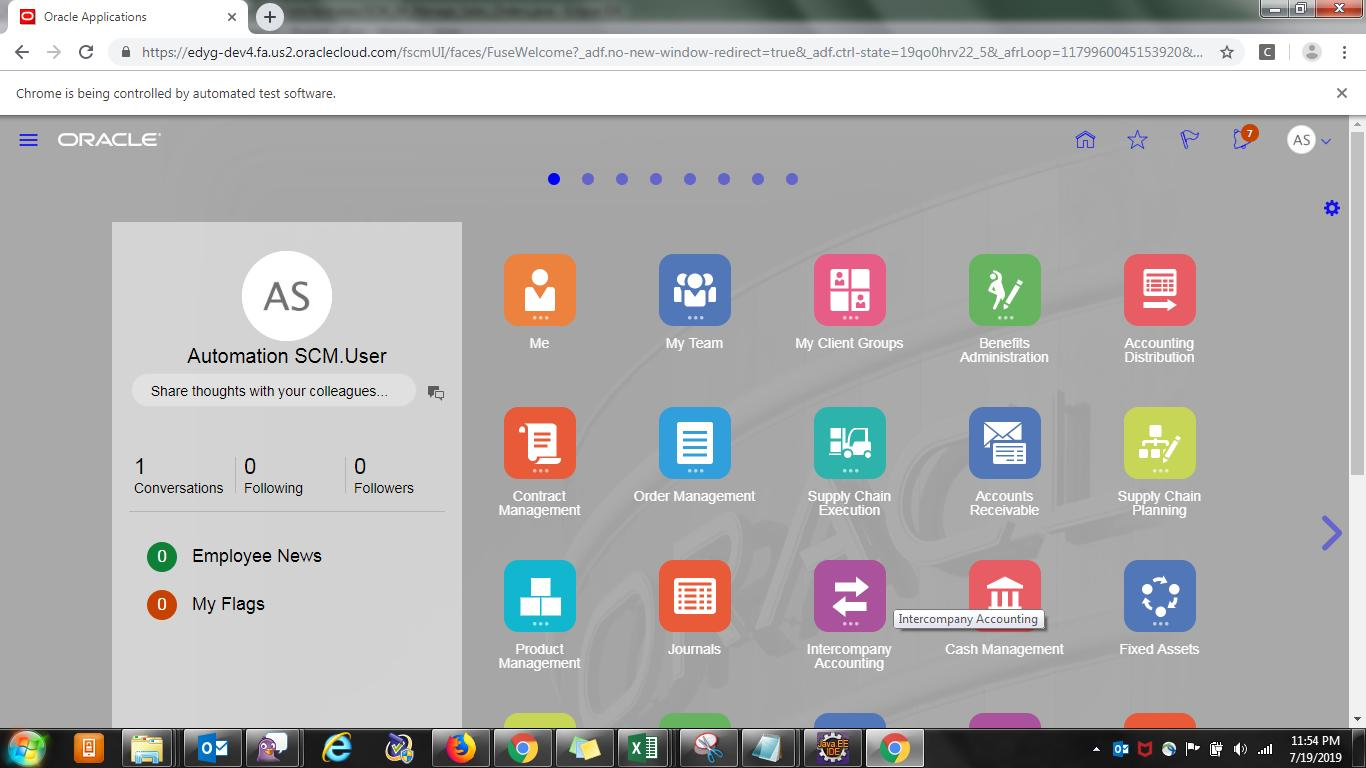 Oracle Applications
https://edyg-dev4.fa.us2.oraclecloud.com/fscmUI/faces/FuseWelcome?_adf.no-new-window-redirect=true&_adf.ctrl-state=19qo0hrv22_5&_afrLoop=1179960045153920&...
C
Chrome is being controlled by automated test software.
ORACLE
7
AS
AS
Automation SCM.User
Share thoughts with your colleagues...
1
Conversations
0
Following
0
Followers
0 Employee News
0 My Flags
Me
My Team
My Client Groups
Benefits
Administration
Accounting
Distribution
Contract
Management
Order Management
Supply Chain
Execution
Accounts
Receivable
Supply Chain
Planning
Product
Management
Journals
Intercompany
Accounting
Intercompany Accounting
Cash Management
Fixed Assets
Java EE
IDE
11:54 PM
7/19/2019